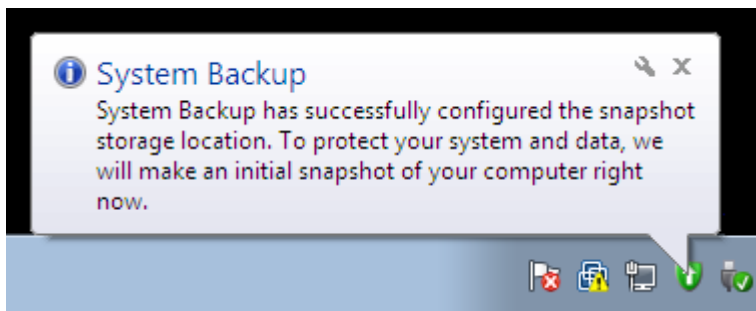 System Backup
System Backup has successfully configured the snapshot
storage location. To protect your system and data, we
will make an initial snapshot of your computer right
now.